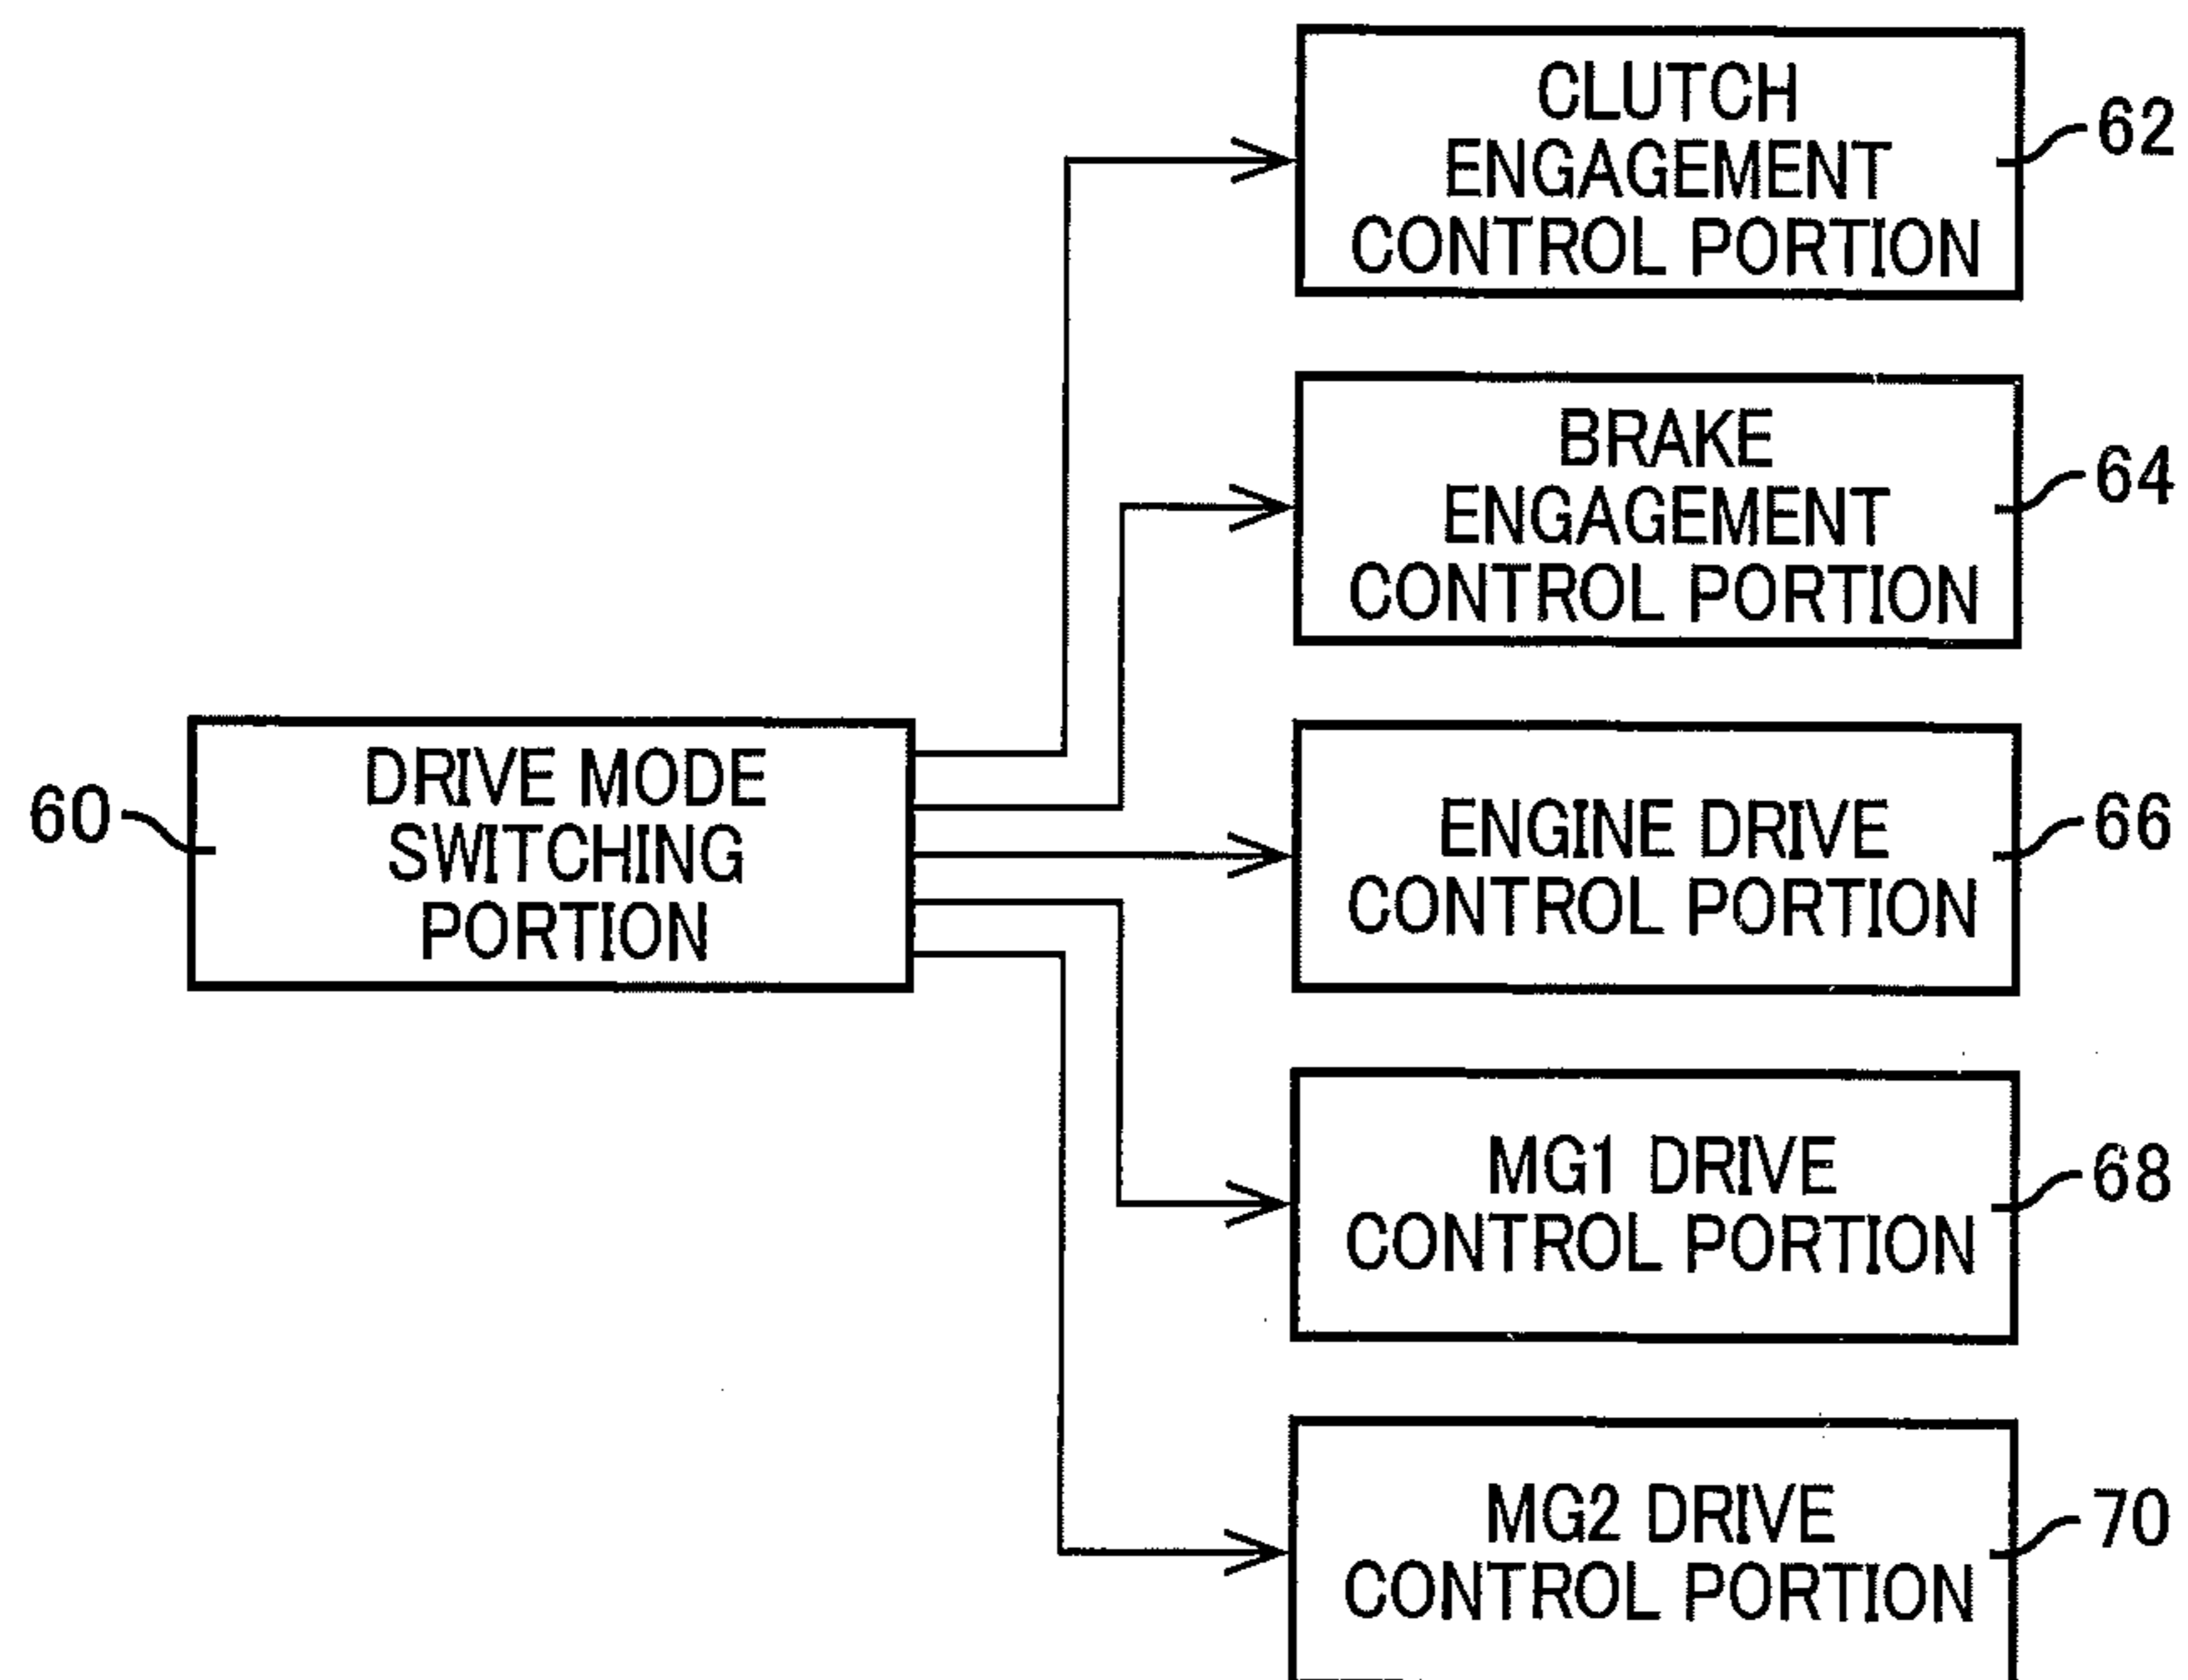 CLUTCH
ENGAGEMENT
CONTROL PORTION
62
BRAKE
ENGAGEMENT
CONTROL PORTION
64
60
DRIVE MODE
SWITCHING
PORTION
ENGINE DRIVE
CONTROL PORTION
66
MG1 DRIVE
CONTROL PORTION
68
MG2 DRIVE
CONTROL PORTION
70